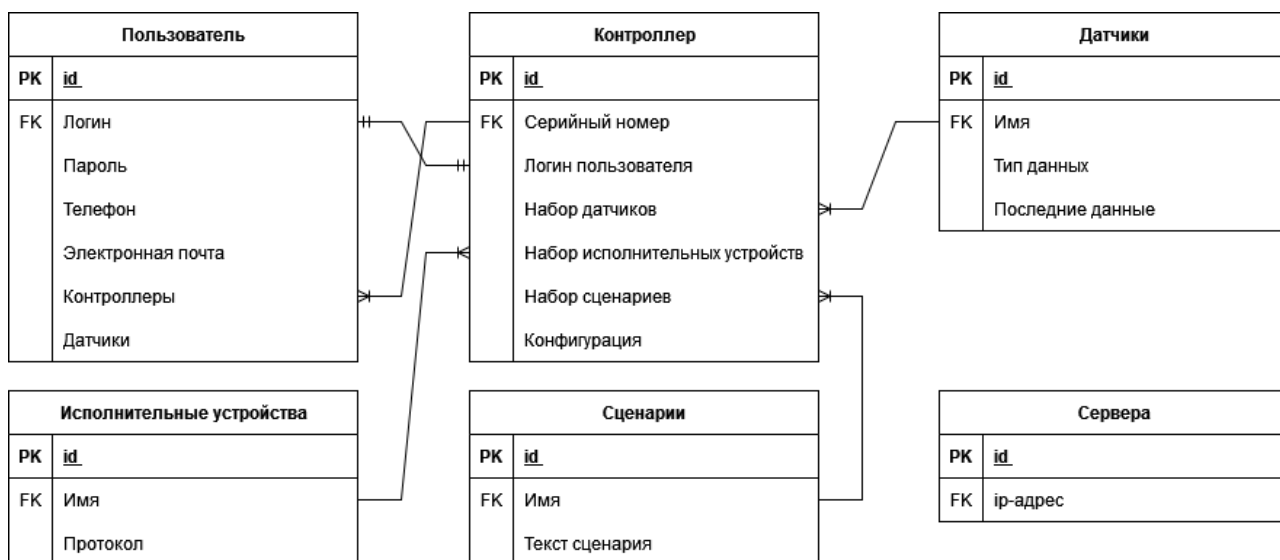 Пользователь
PK id
FK Логин
Пароль
Телефон
Электронная почта
Контроллеры
Датчики
Контроллер
PK id
FK Серийный номер
Логин пользователя
Набор датчиков
Набор исполнительных устройств
Набор сценариев
Конфигурация
Датчики
PK id
FK Имя
Тип данных
Последние данные
Исполнительные устройства
PK id
FK Имя
Протокол
Сценарии
PK id
FK Имя
Текст сценария
Сервера
PK id
FK ip-адрес